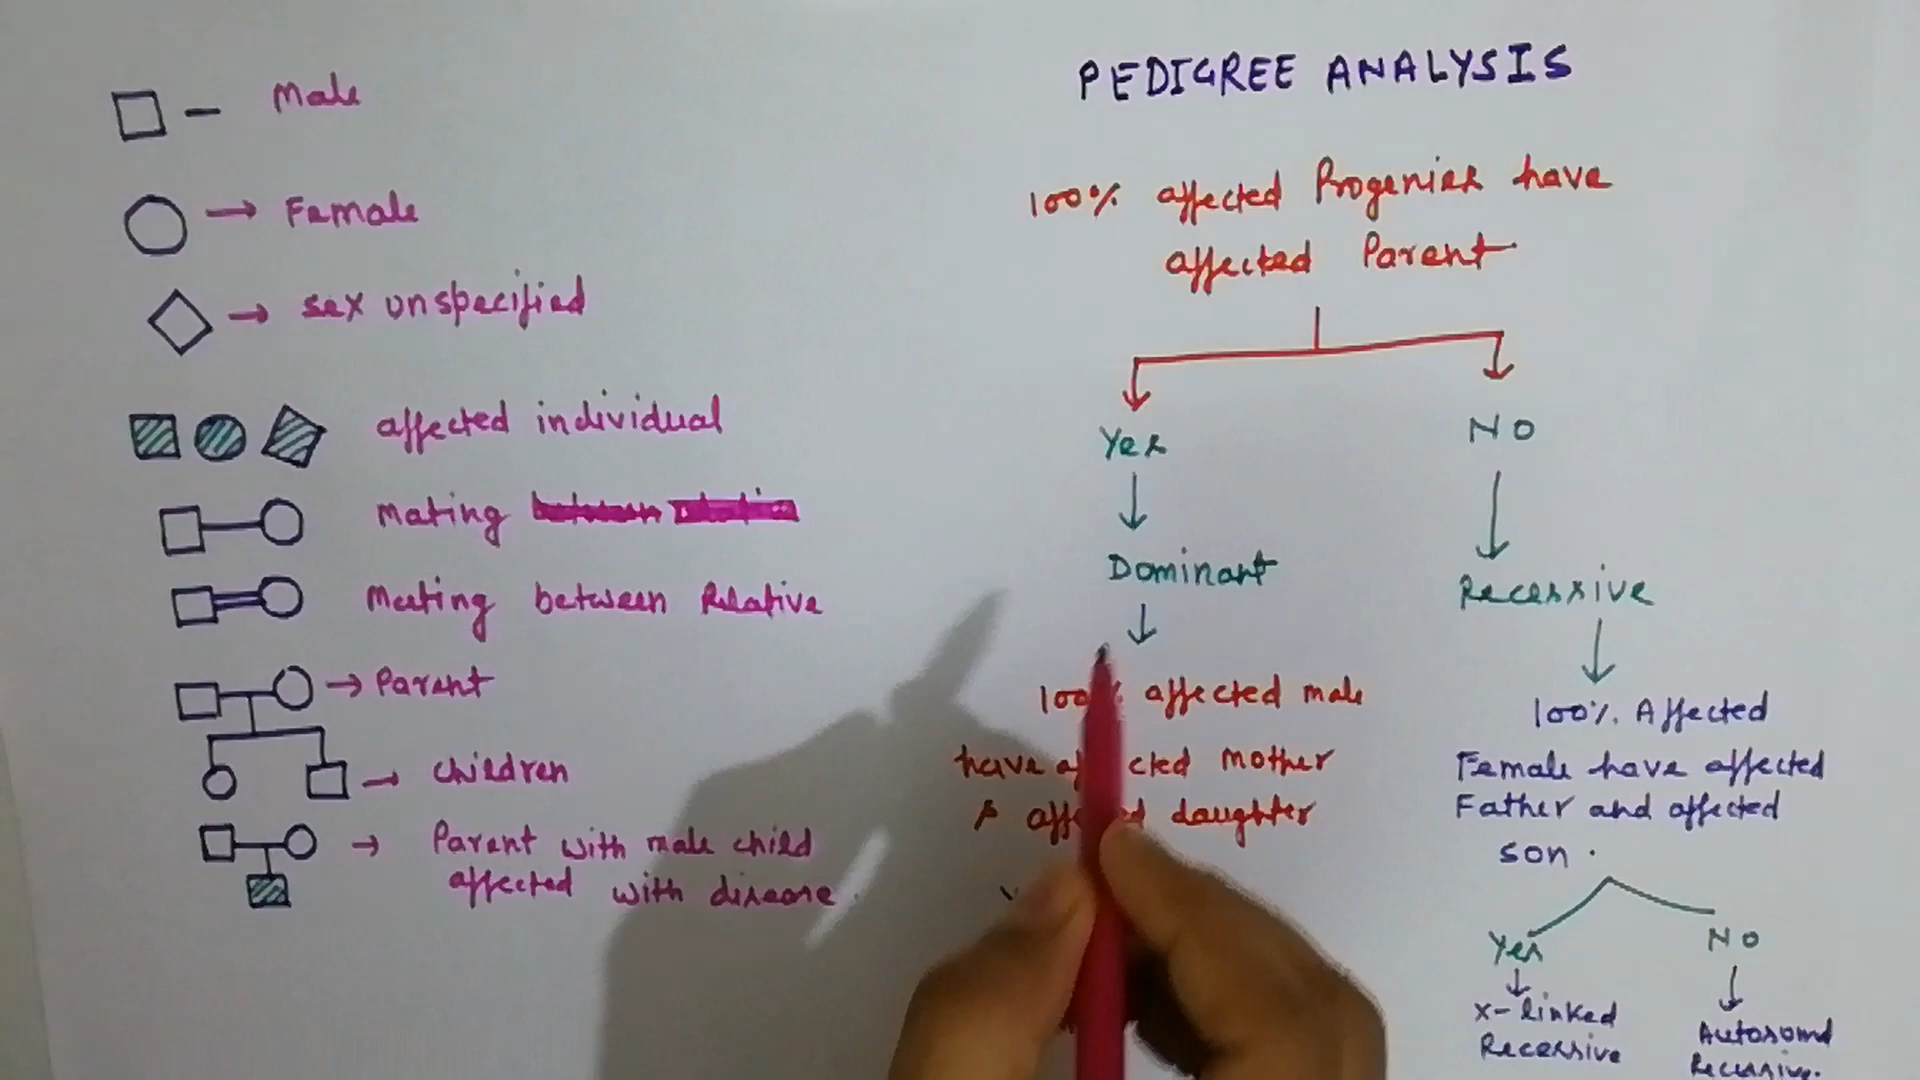 Male
Female
sex unspecified
affected individual
mating
Meeting between Relative
Parent
children
Parent with male child
affected with disease
PEDIGREE ANALYSIS
100% affected Progenies have
affected Parent
Yes
NO
Dominant
Recessive
affected male
have mother
daughter
100% Affected
Female have affected
Father and affected
son.
Yes
No
X-linked
Recessive
Autosomal
Recessive.